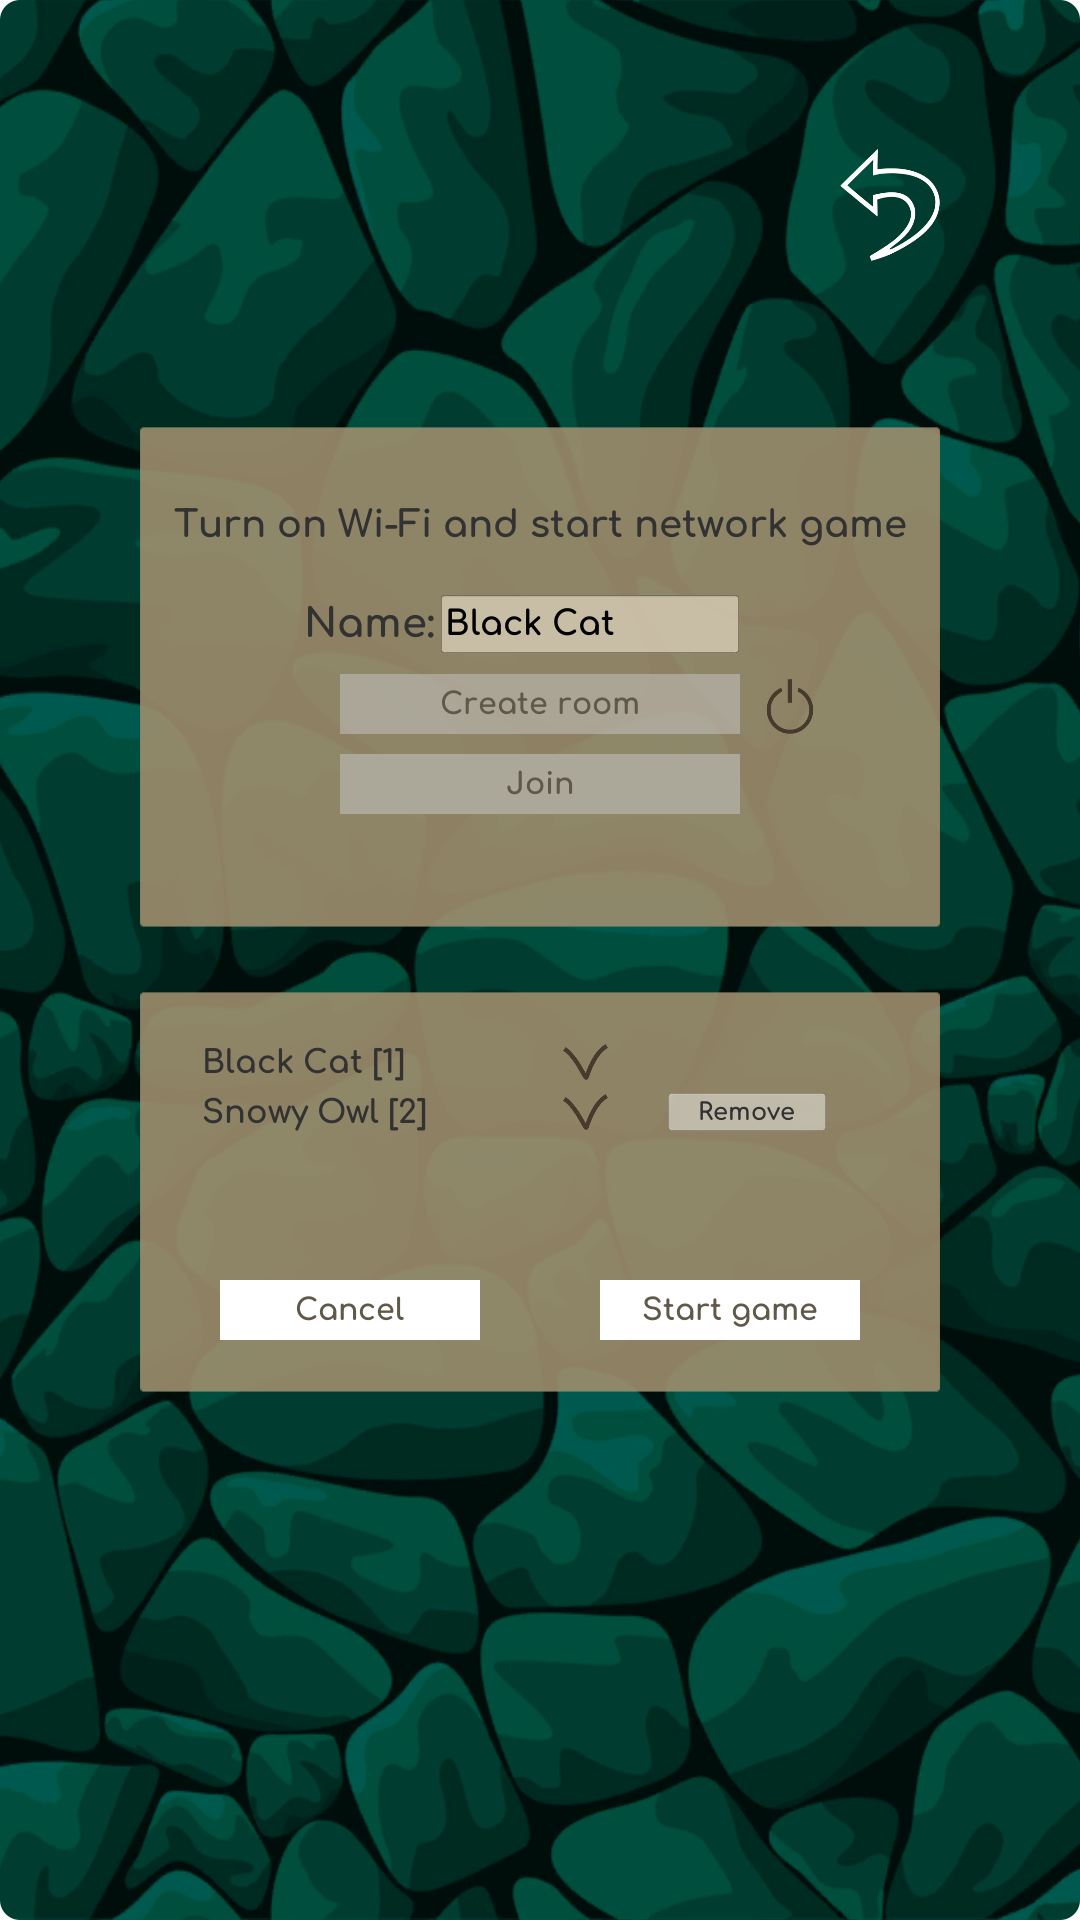 Turn on Wi-Fi and start network game
Name: Black Cat
Create room
Join
Black Cat [1]
Snowy Owl [2] Remove
Cancel Start game